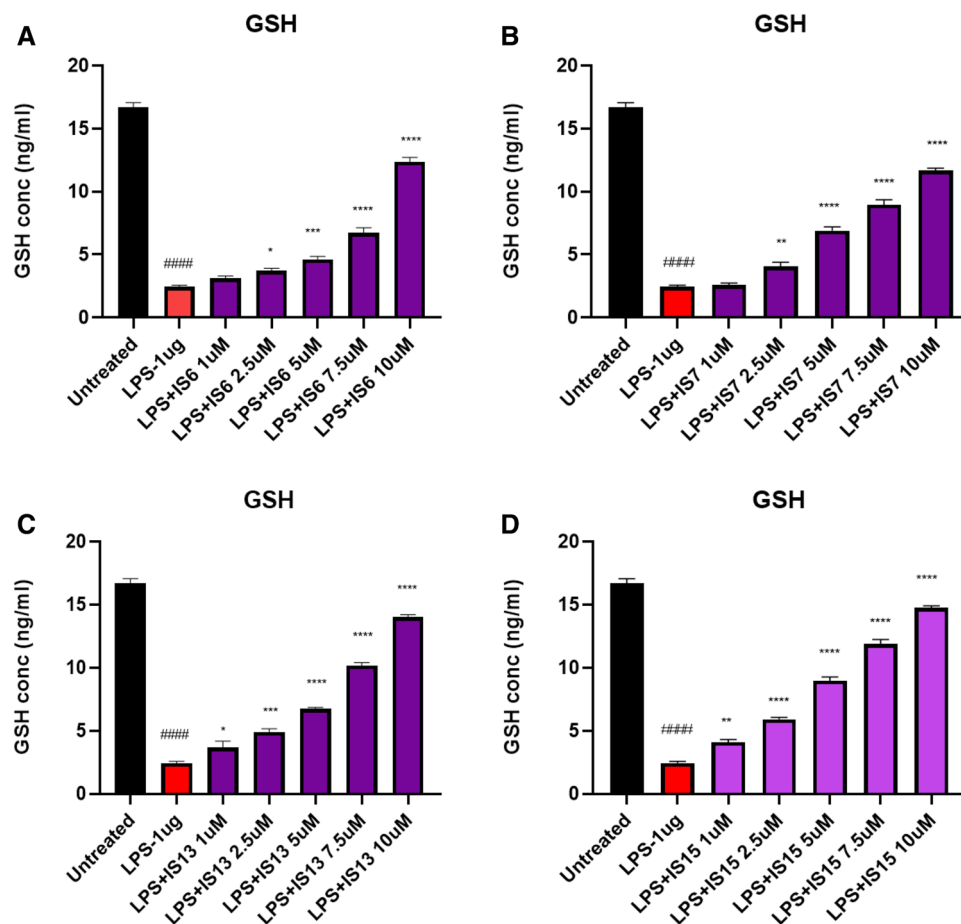 A
GSH
GSH conc (ng/ml)
20
15
10
5
0
####
*
***
****
****
Untreated
LPS-1ug
LPS+IS6 1uM
LPS+IS6 2.5uM
LPS+IS6 5uM
LPS+IS6 7.5uM
LPS+IS6 10uM
B
GSH
GSH conc (ng/ml)
20
15
10
5
0
####
**
****
****
****
Untreated
LPS-1ug
LPS+IS7 1uM
LPS+IS7 2.5uM
LPS+IS7 5uM
LPS+IS7 7.5uM
LPS+IS7 10uM
C
GSH
GSH conc (ng/ml)
20
15
10
5
0
####
*
***
****
****
****
Untreated
LPS-1ug
LPS+IS13 1uM
LPS+IS13 2.5uM
LPS+IS13 5uM
LPS+IS13 7.5uM
LPS+IS13 10uM
D
GSH
GSH conc (ng/ml)
20
15
10
5
0
####
**
****
****
****
****
Untreated
LPS-1ug
LPS+IS15 1uM
LPS+IS15 2.5uM
LPS+IS15 5uM
LPS+IS15 7.5uM
LPS+IS15 10uM